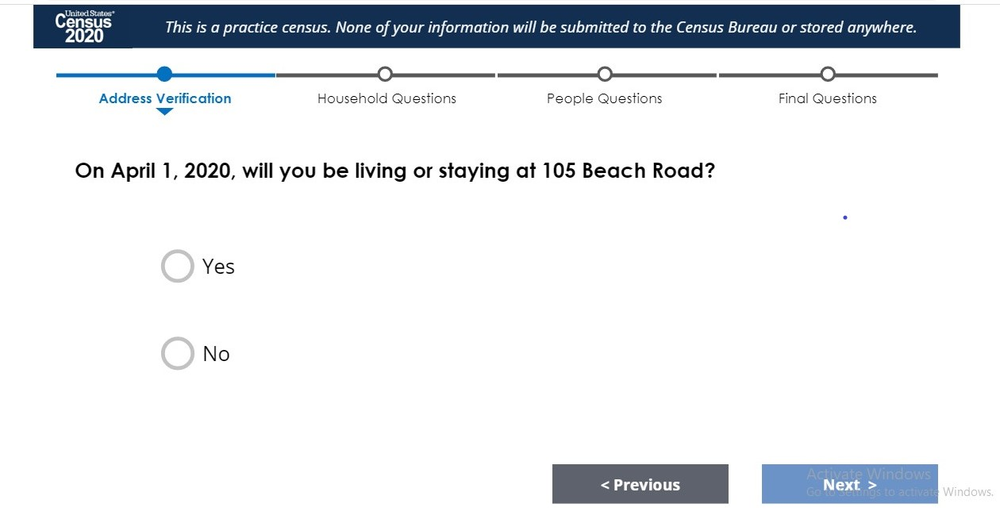 United States®
Census
2020
This is a practice census. None of your information will be submitted to the Census Bureau or stored anywhere.
Address Verification
Household Questions
People Questions
Final Questions
On April 1, 2020, will you be living or staying at 105 Beach Road?
Yes
No
< Previous
Next >
Activate Windows
Go to Settings to activate Windows.